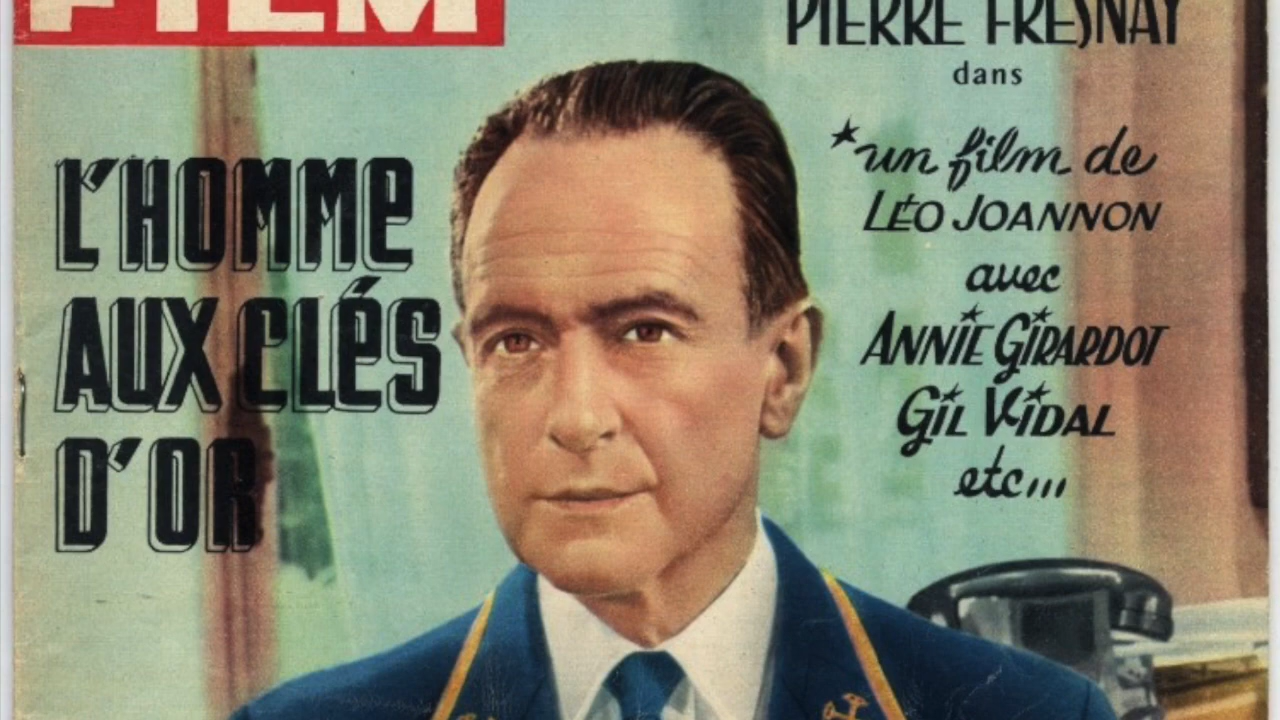 FILM
L'HOMME
AUX CLÉS
D'OR
PIERRE FRESNAY
dans
un film de
LÉO JOANNON
avec
ANNIE GIRARDOT
GIL VIDAL
etc...